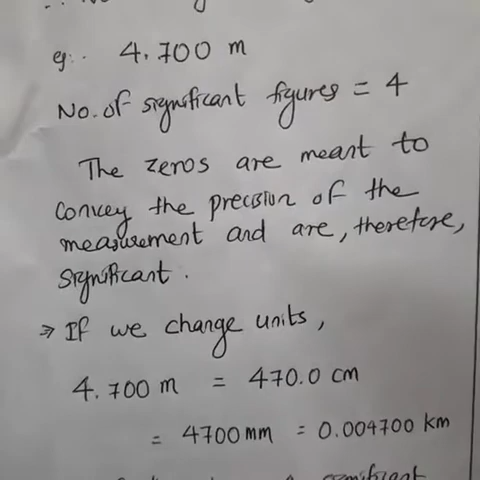 eg:. 4.700 m
No. of significant figures = 4
The zeros are meant to
convey the precision of the
measurement and are, therefore,
significant.
⇒ If we change units,
4.700 m = 470.0 cm
= 4700 mm = 0.004700 km
significant